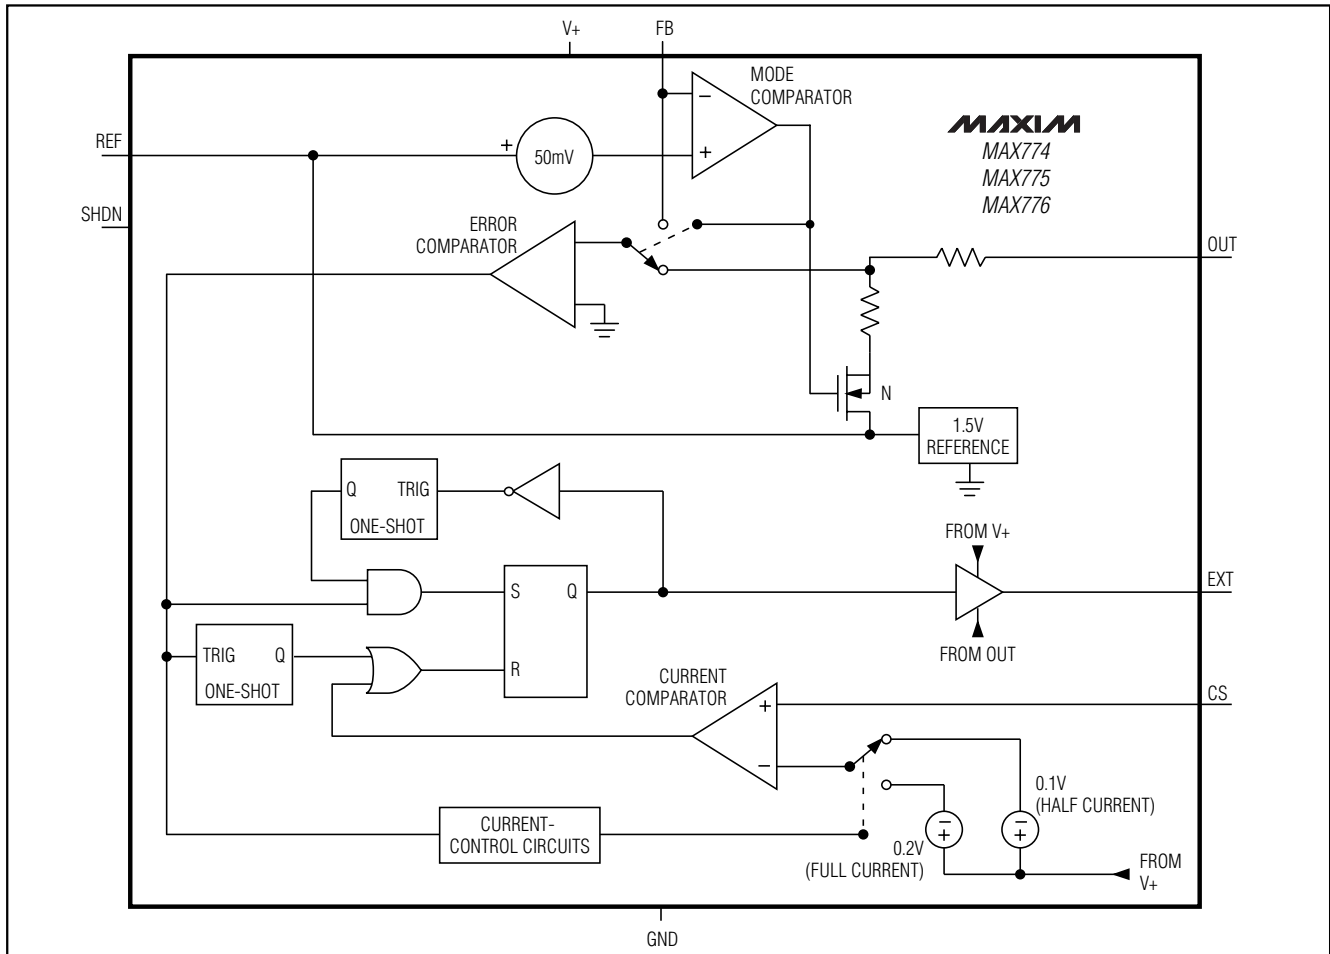 V+
FB
MODE
COMPARATOR
MAXIM
MAX774
MAX775
MAX776
REF
+
50mV
−
+
SHDN
ERROR
COMPARATOR
OUT
N
1.5V
REFERENCE
Q TRIG
ONE-SHOT
FROM V+
S Q
EXT
R
TRIG Q
ONE-SHOT
FROM OUT
CURRENT
COMPARATOR
+
CS
−
0.1V
(HALF CURRENT)
CURRENT-
CONTROL CIRCUITS
−
+
−
+
0.2V
(FULL CURRENT)
FROM
V+
GND